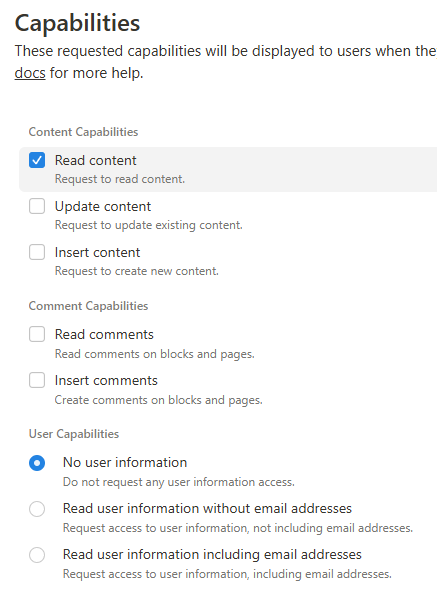 Capabilities
These requested capabilities will be displayed to users when the
docs for more help.
Content Capabilities
Read content
Request to read content.
Update content
Request to update existing content.
Insert content
Request to create new content.
Comment Capabilities
Read comments
Read comments on blocks and pages.
Insert comments
Create comments on blocks and pages.
User Capabilities
No user information
Do not request any user information access.
Read user information without email addresses
Request access to user information, not including email addresses.
Read user information including email addresses
Request access to user information, including email addresses.